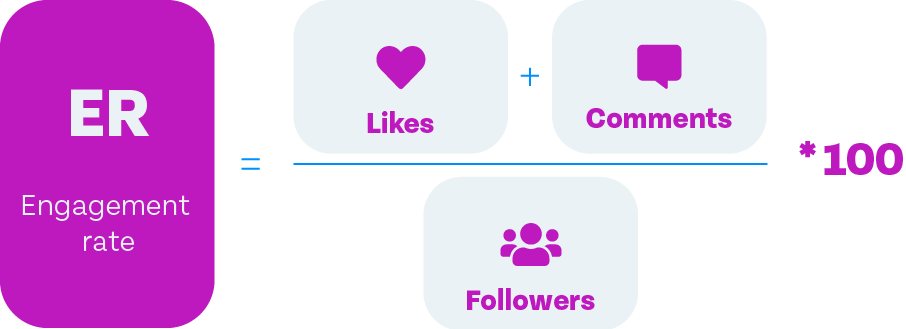 ER
Engagement
rate
=
Likes
+
Comments
Followers
*100